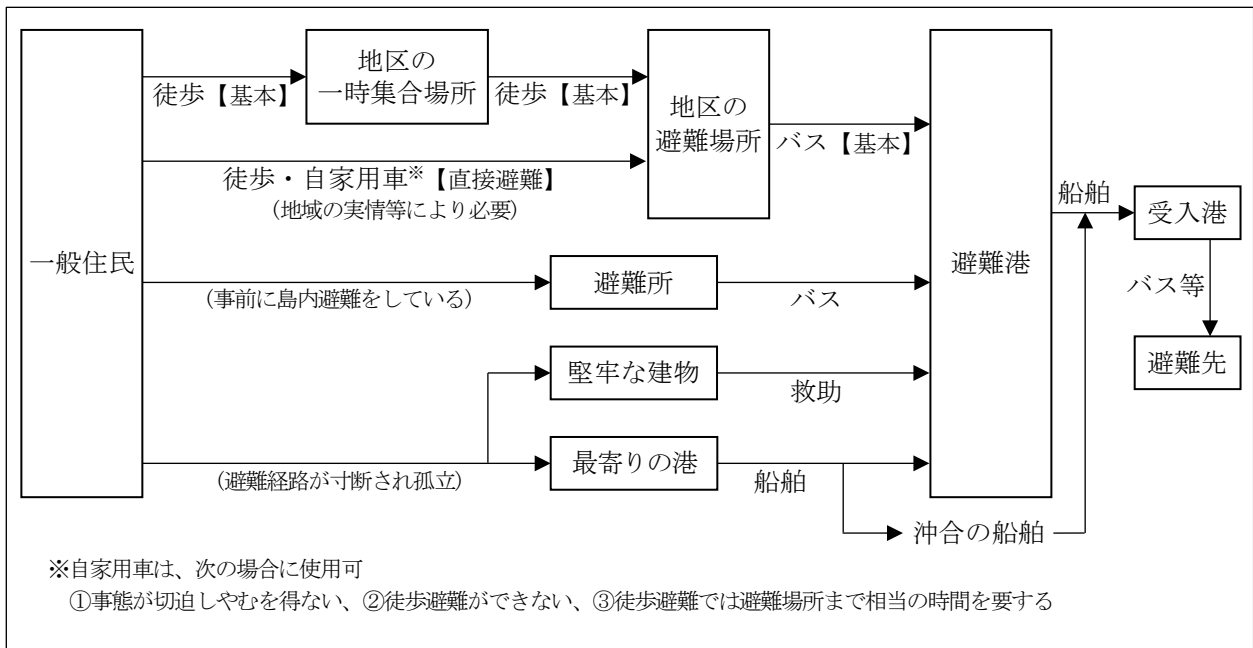 一般住民
徒歩【基本】
地区の
一時集合場所
徒歩【基本】
地区の
避難場所
バス【基本】
徒歩・自家用車※【直接避難】
（地域の実情等により必要）
（事前に島内避難をしている）
避難所
バス
堅牢な建物
救助
（避難経路が寸断され孤立）
最寄りの港
船舶
沖合の船舶
避難港
船舶
受入港
バス等
避難先
※自家用車は、次の場合に使用可
①事態が切迫しやむを得ない、②徒歩避難ができない、③徒歩避難では避難場所まで相当の時間を要する